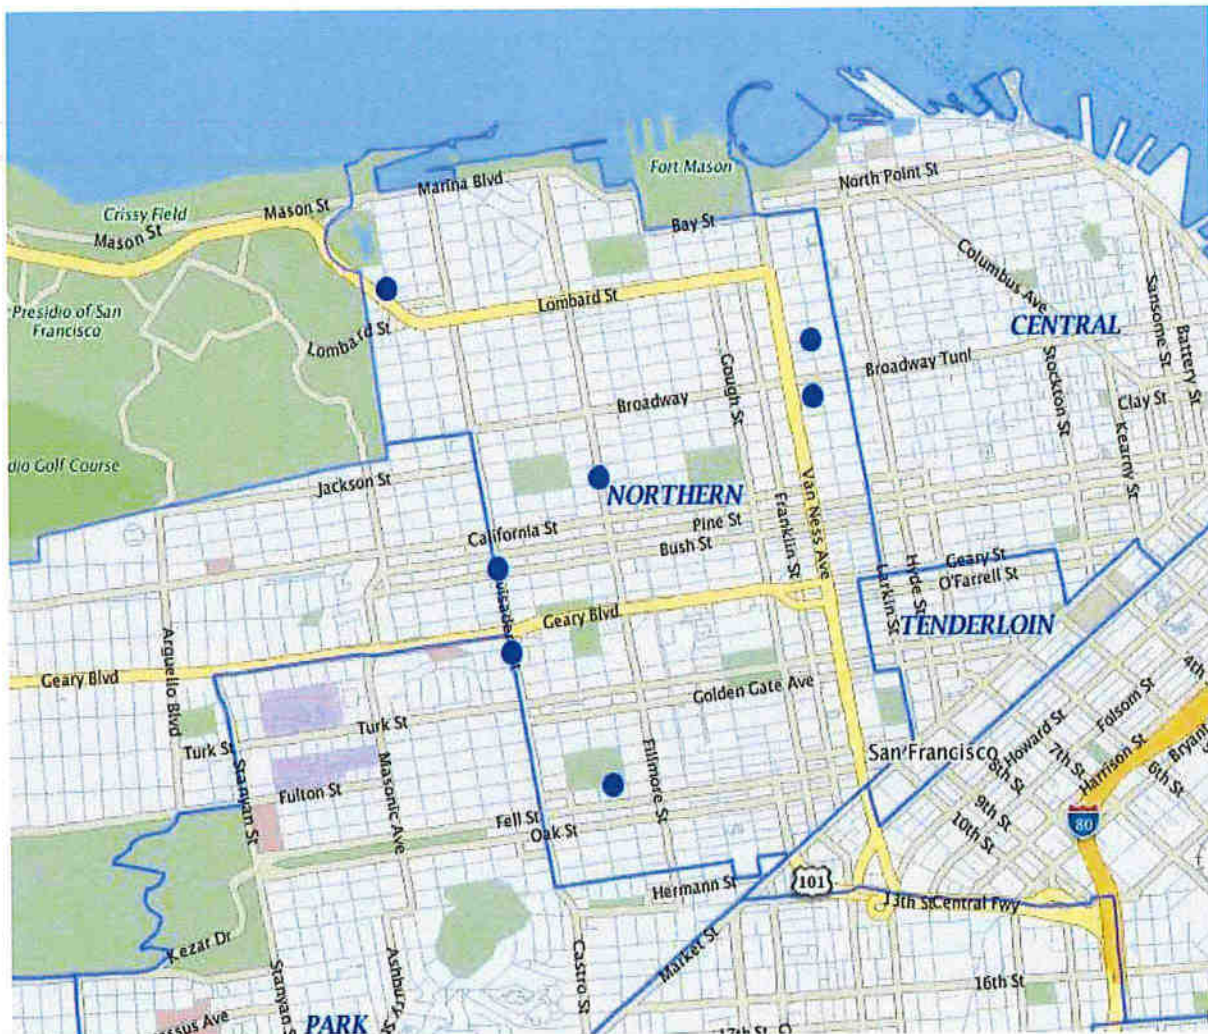 Fort Mason
Marina Blvd
North Point St
Crissy Field
Mason St
Mason St
Bay St
Columbus Ave
Sansome St
Battery St
Presidio of San
Francisco
Lombard St
Lombard St
CENTRAL
Gough St
Broadway Tunl
Stockton St
Broadway
Clay St
Kearny St
dio Golf Course
Jackson St
NORTHERN
Van Ness Ave
Franklin St
California St
Pine St
Bush St
Geary St
O'Farrell St
Hyde St
Larkin St
Geary Blvd
TENDERLOIN
Arguello Blvd
Geary Blvd
4th
Golden Gate Ave
Folsom St
Turk St
Turk St
San Francisco
Howard St
Harrison St
Bryant
8th St
7th St
6th St
Stanyan St
Masonic Ave
Fillmore St
Fulton St
Fell St
Oak St
9th St
10th St
80
Hermann St
101
13th St
Central Fwy
Kezar Dr
Market St
Stanyan S
Ashbury S
Castro St
16th St
ssus Ave
PARK
17th St